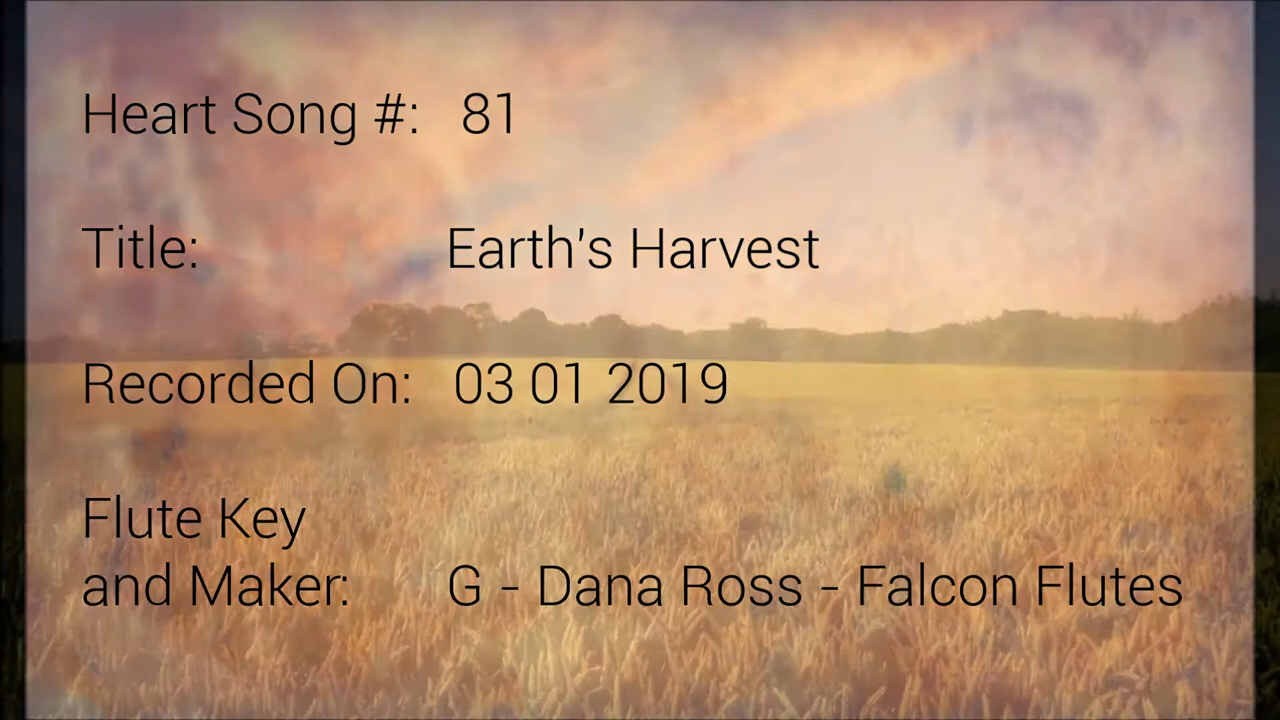 Heart Song #: 81
Title: Earth's Harvest
Recorded On: 03 01 2019
Flute Key
and Maker: G - Dana Ross - Falcon Flutes